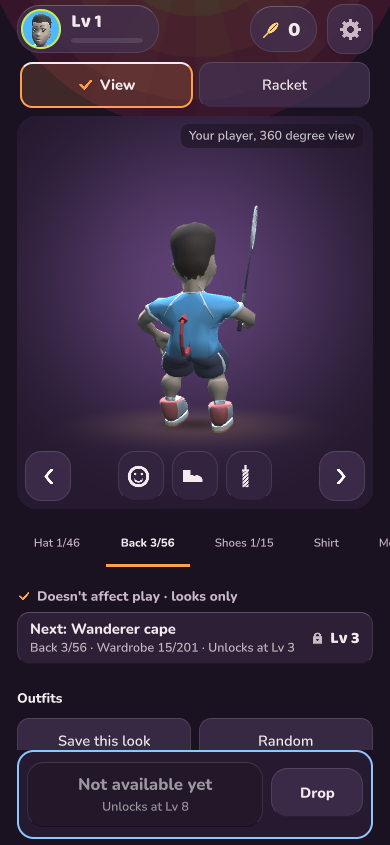 Lv 1
0
View
Racket
Your player, 360 degree view
Hat 1/46
Back 3/56
Shoes 1/15
Shirt
Doesn't affect play · looks only
Next: Wanderer cape
Back 3/56 · Wardrobe 15/201 · Unlocks at Lv 3
Lv 3
Outfits
Save this look
Random
Not available yet
Unlocks at Lv 8
Drop